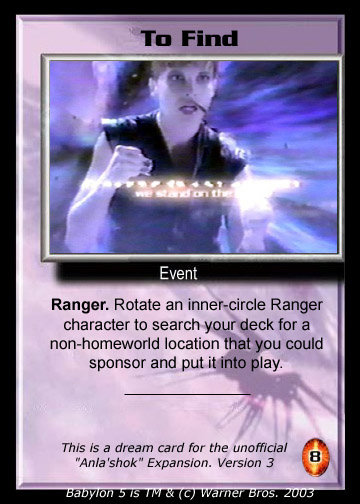 To Find
we stand on the
Event
Ranger. Rotate an inner-circle Ranger
character to search your deck for a
non-homeworld location that you could
sponsor and put it into play.
This is a dream card for the unofficial
"Anla'shok" Expansion. Version 3
8
Babylon 5 is TM & (c) Warner Bros. 2003